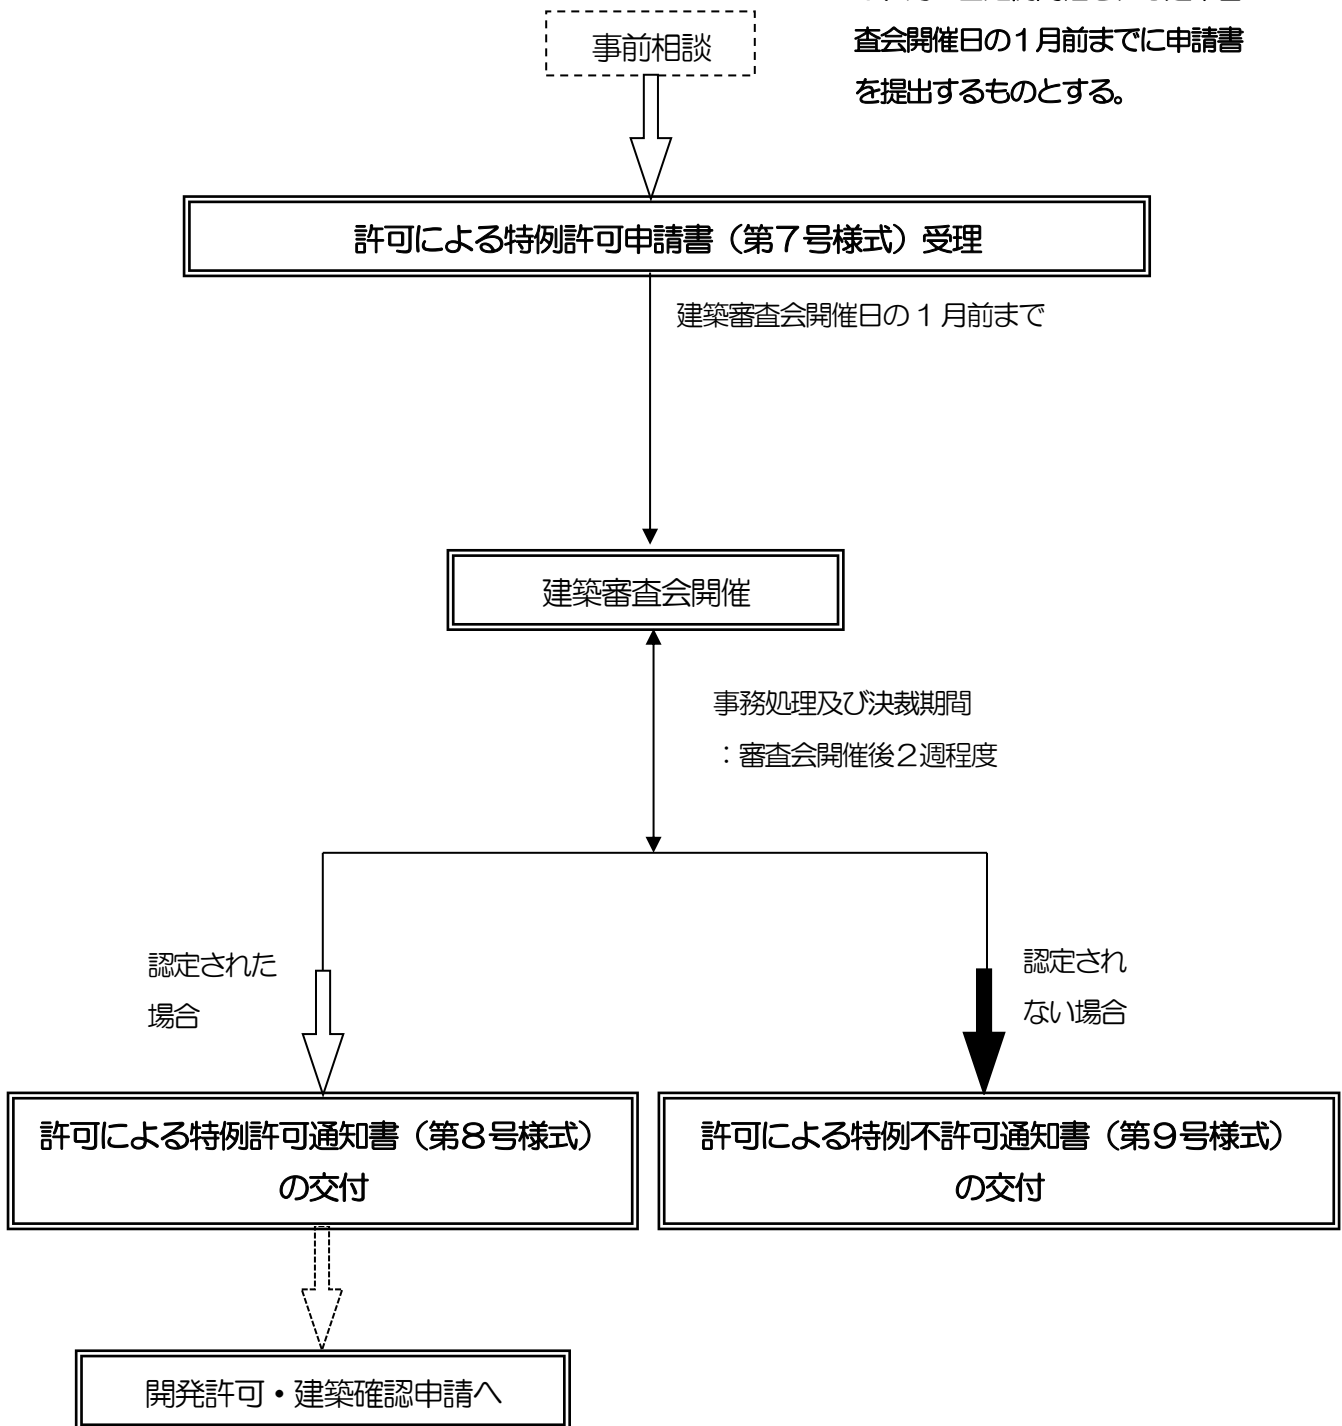 事前相談
査会開催日の1月前までに申請書
を提出するものとする。
許可による特例許可申請書（第７号様式）受理
建築審査会開催日の 1 月前まで
建築審査会開催
事務処理及び決裁期間
：審査会開催後２週程度
認定された
場合
認定され
ない場合
許可による特例許可通知書（第８号様式）
の交付
許可による特例不許可通知書（第９号様式）
の交付
開発許可・建築確認申請へ